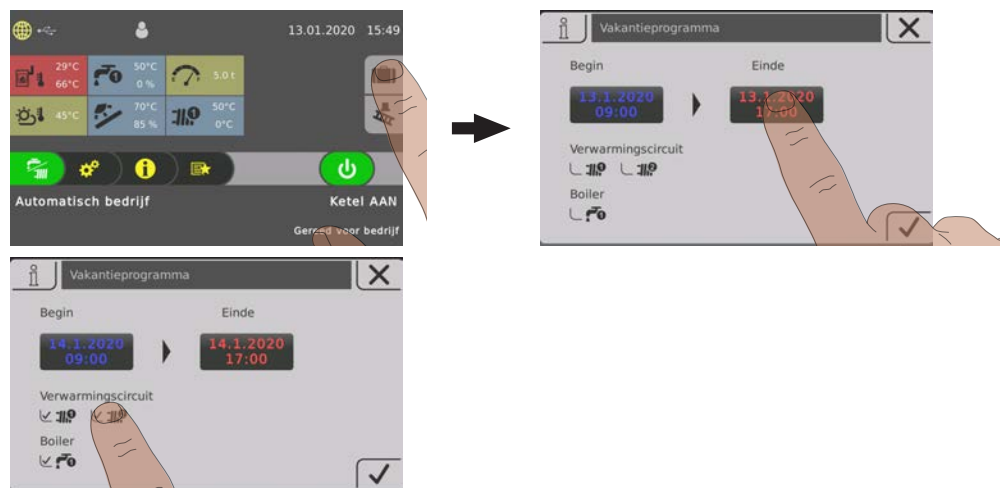 13.01.2020 15:49
29°C
66°C
50°C
0 %
5.0 t
45°C
70°C
85 %
50°C
0°C
Automatisch bedrijf
Ketel AAN
Gereed voor bedrijf
Vakantieprogramma
Begin
Einde
13.1.2020
09:00
13.1.2020
17:00
Verwarmingscircuit
1
2
Boiler
Vakantieprogramma
Begin
Einde
14.1.2020
09:00
14.1.2020
17:00
Verwarmingscircuit
Boiler